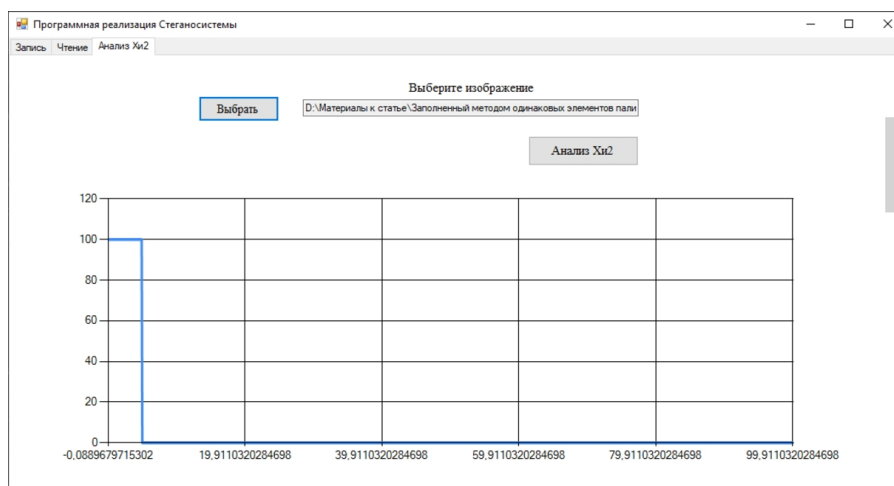 Программная реализация Стеганосистемы
Запись Чтение Анализ Хи2
Выберите изображение
Выбрать D:\Материалы к статье\Заполненный методом одинаковых элементов пали
Анализ Хи2
120
100
80
60
40
20
0
-0,0889679715302 19,9110320284698 39,9110320284698 59,9110320284698 79,9110320284698 99,9110320284698